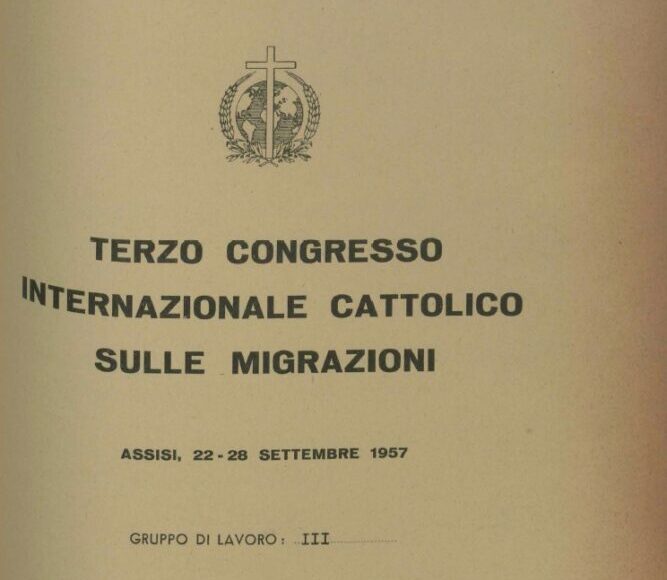 TERZO CONGRESSO
INTERNAZIONALE CATTOLICO
SULLE MIGRAZIONI
ASSISI, 22-28 SETTEMBRE 1957
GRUPPO DI LAVORO: III